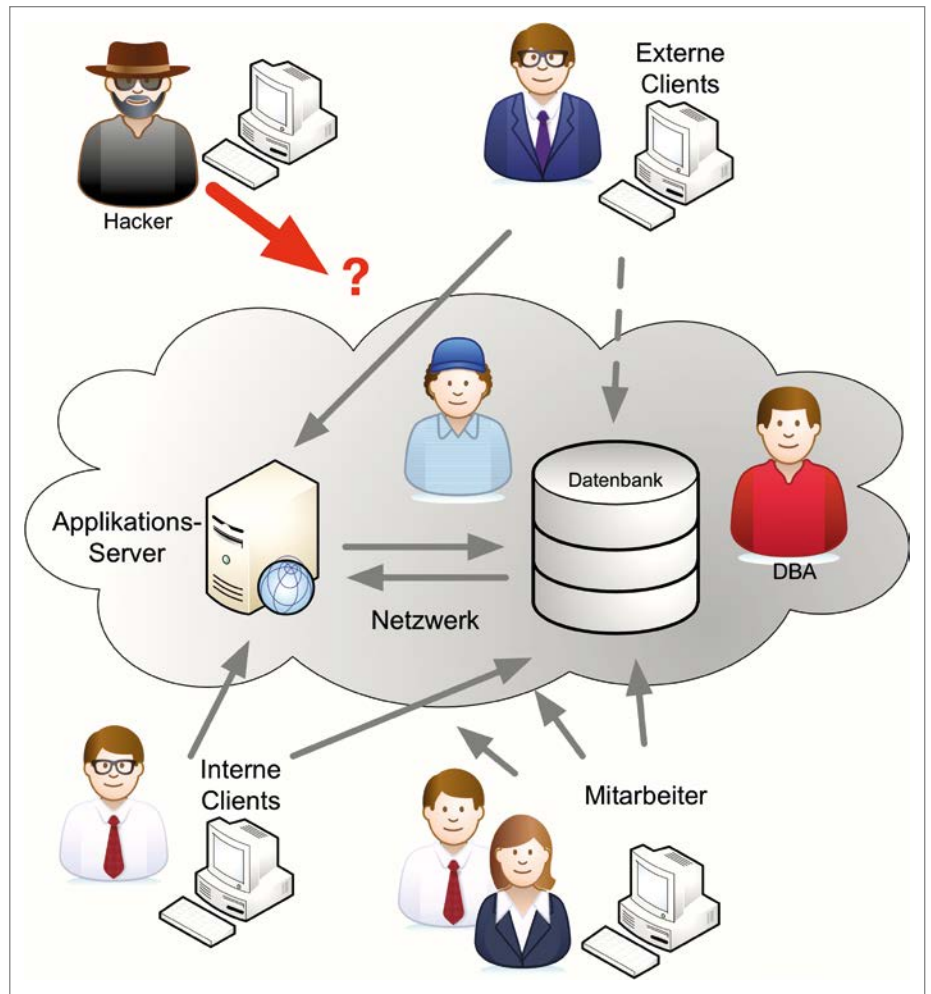 Externe
Clients
Hacker
?
Datenbank
Applikations-
Server
DBA
Netzwerk
Interne
Clients
Mitarbeiter